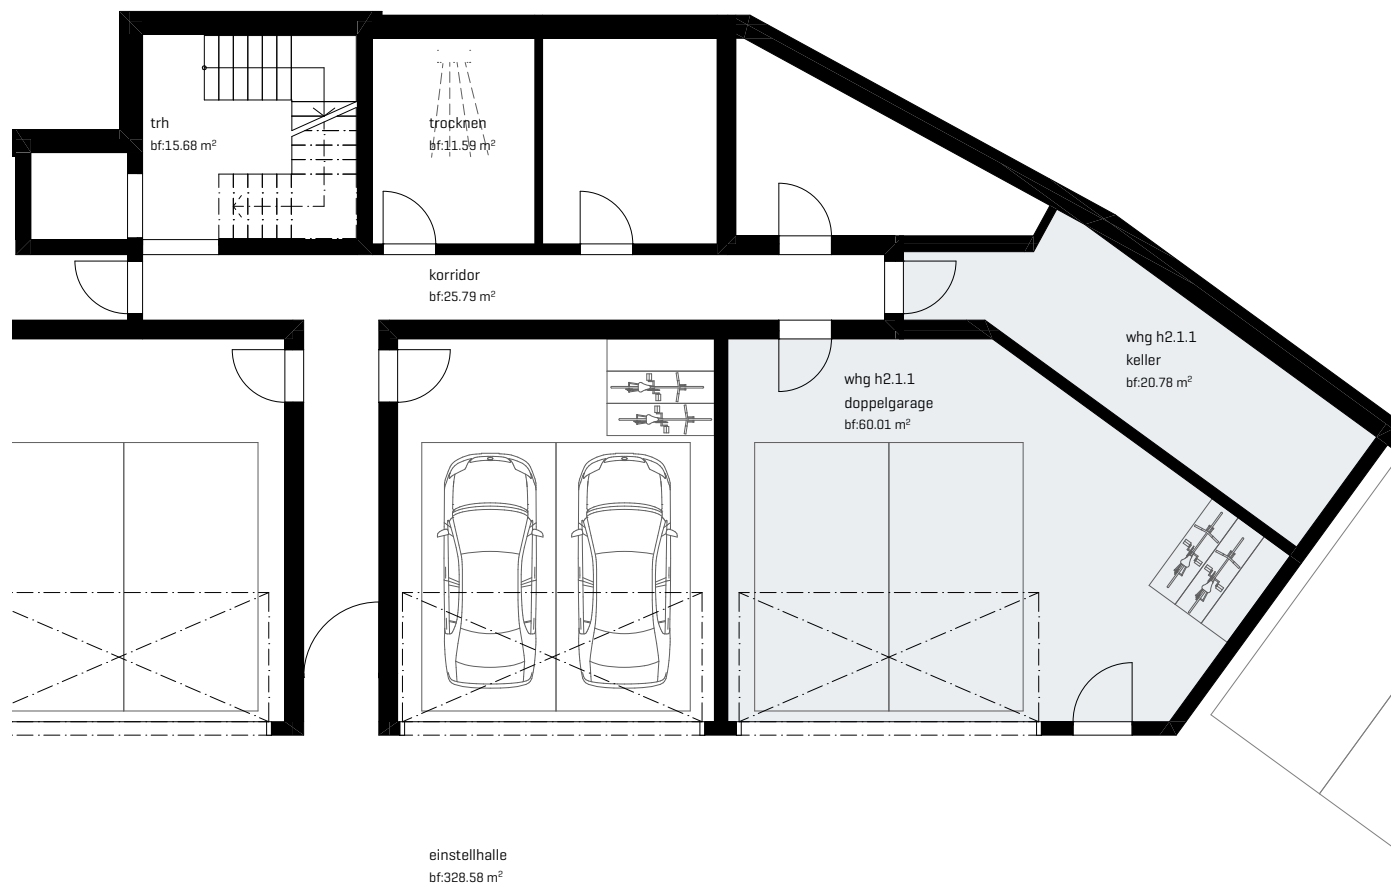 trh
bf:15.68 m²
trocknen
bf:11.59 m²
korridor
bf:25.79 m²
whg h2.1.1
keller
bf:20.78 m²
whg h2.1.1
doppelgarage
bf:60.01 m²
einstellhalle
bf:328.58 m²